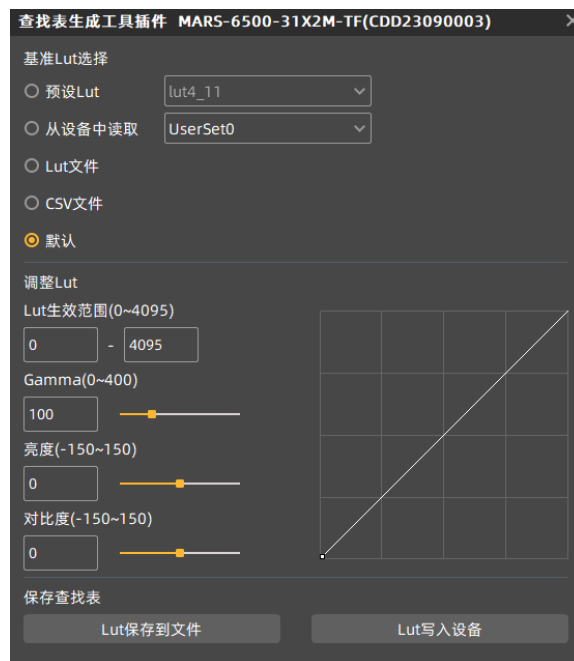 查找表生成工具插件 MARS-6500-31X2M-TF(CDD23090003)
基准Lut选择
预设Lut lut4_11
从设备中读取 UserSet0
Lut文件
CSV文件
默认
调整Lut
Lut生效范围(0~4095)
0 - 4095
Gamma(0~400)
100
亮度(-150~150)
0
对比度(-150~150)
0
保存查找表
Lut保存到文件 Lut写入设备